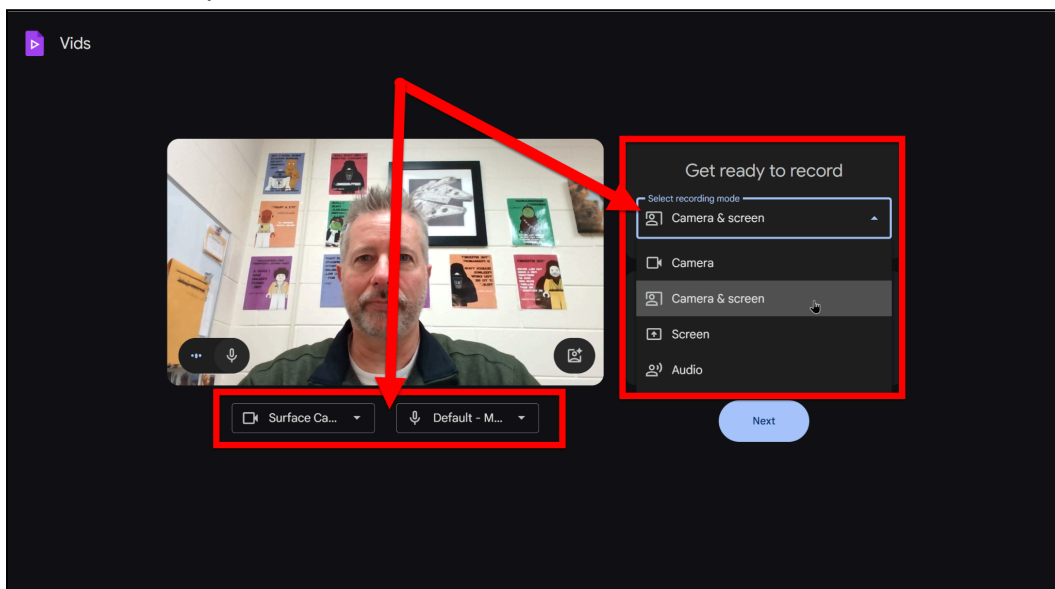 Vids
Get ready to record
Select recording mode
Camera & screen
Camera
Camera & screen
Screen
Audio
Surface Ca...
Default - M...
Next